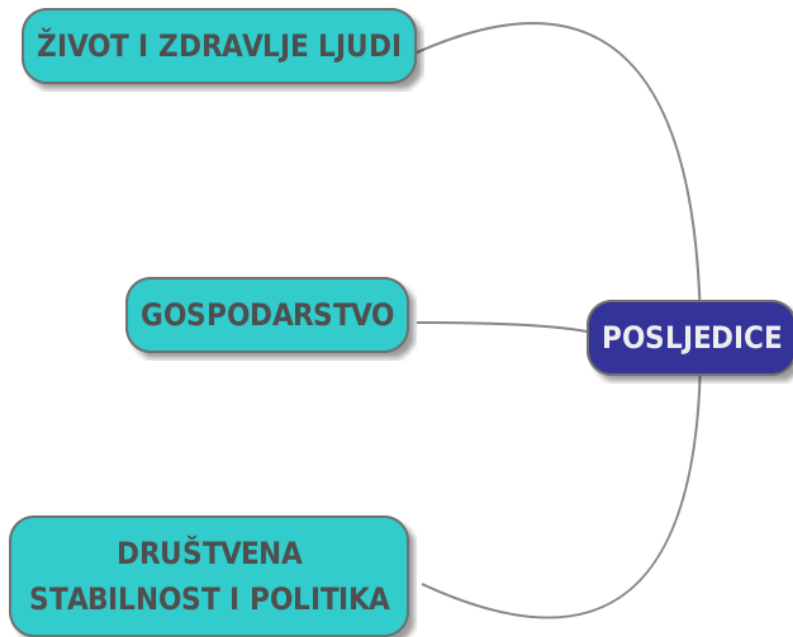 ŽIVOT I ZDRAVLJE LJUDI
GOSPODARSTVO
POSLJEDICE
DRUŠTVENA
STABILNOST I POLITIKA